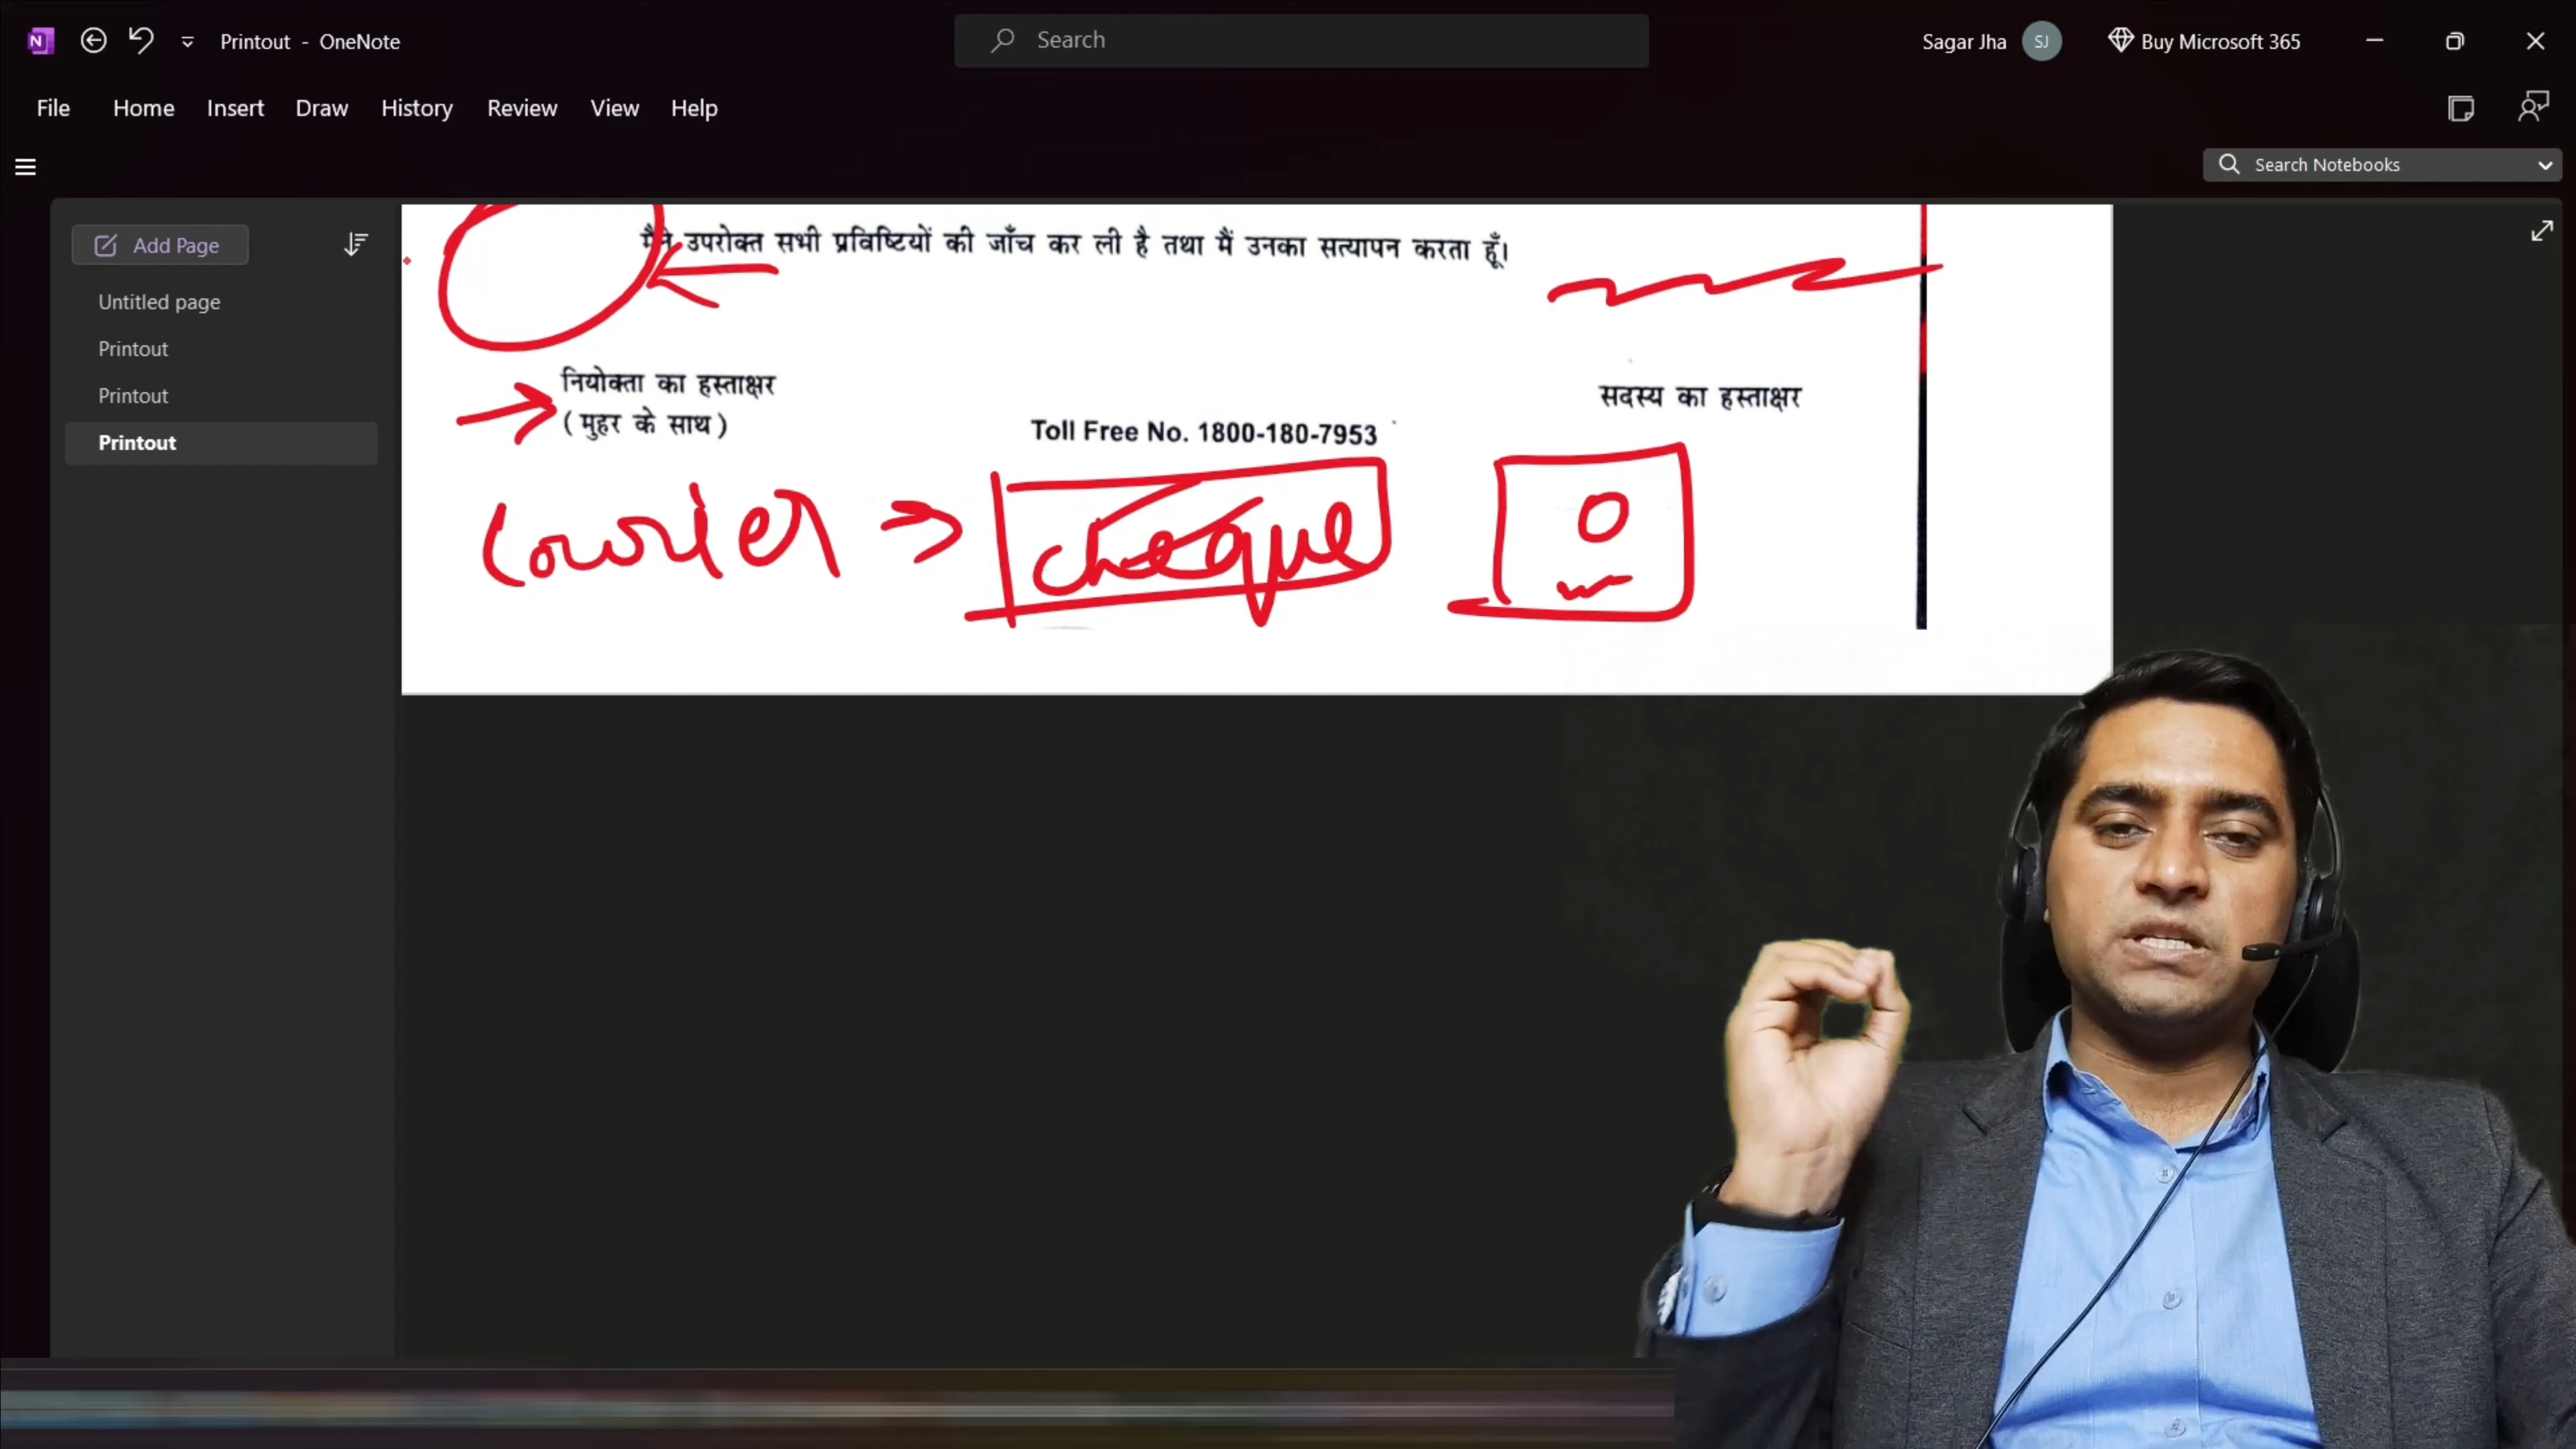 Printout - OneNote
Search
Sagar Jha
SJ
Buy Microsoft 365
File
Home
Insert
Draw
History
Review
View
Help
Search Notebooks
Add Page
Untitled page
Printout
Printout
Printout
मैंने उपरोक्त सभी प्रविष्टियों की जाँच कर ली है तथा मैं उनका सत्यापन करता हूँ।
नियोक्ता का हस्ताक्षर
(मुहर के साथ)
सदस्य का हस्ताक्षर
Toll Free No. 1800-180-7953
Courier
cheque